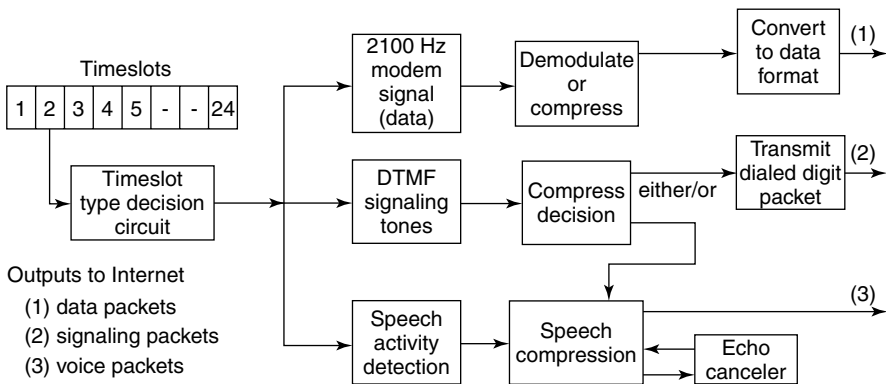 Timeslots
1 2 3 4 5 - - 24
Timeslot
type decision
circuit
2100 Hz
modem
signal
(data)
Demodulate
or
compress
Convert
to data
format
(1)
DTMF
signaling
tones
Compress
decision
either/or
Transmit
dialed digit
packet
(2)
Speech
activity
detection
Speech
compression
(3)
Echo
canceler
Outputs to Internet
(1) data packets
(2) signaling packets
(3) voice packets